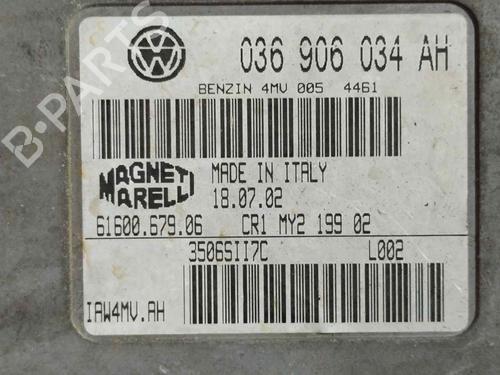 036 906 034 AH
BENZIN 4MV 005 4461
MAGNETI MARELLI
MADE IN ITALY
18.07.02
61600.679.06 CR1 MY2 199 02
3506SII7C L002
IAW4MV.AH